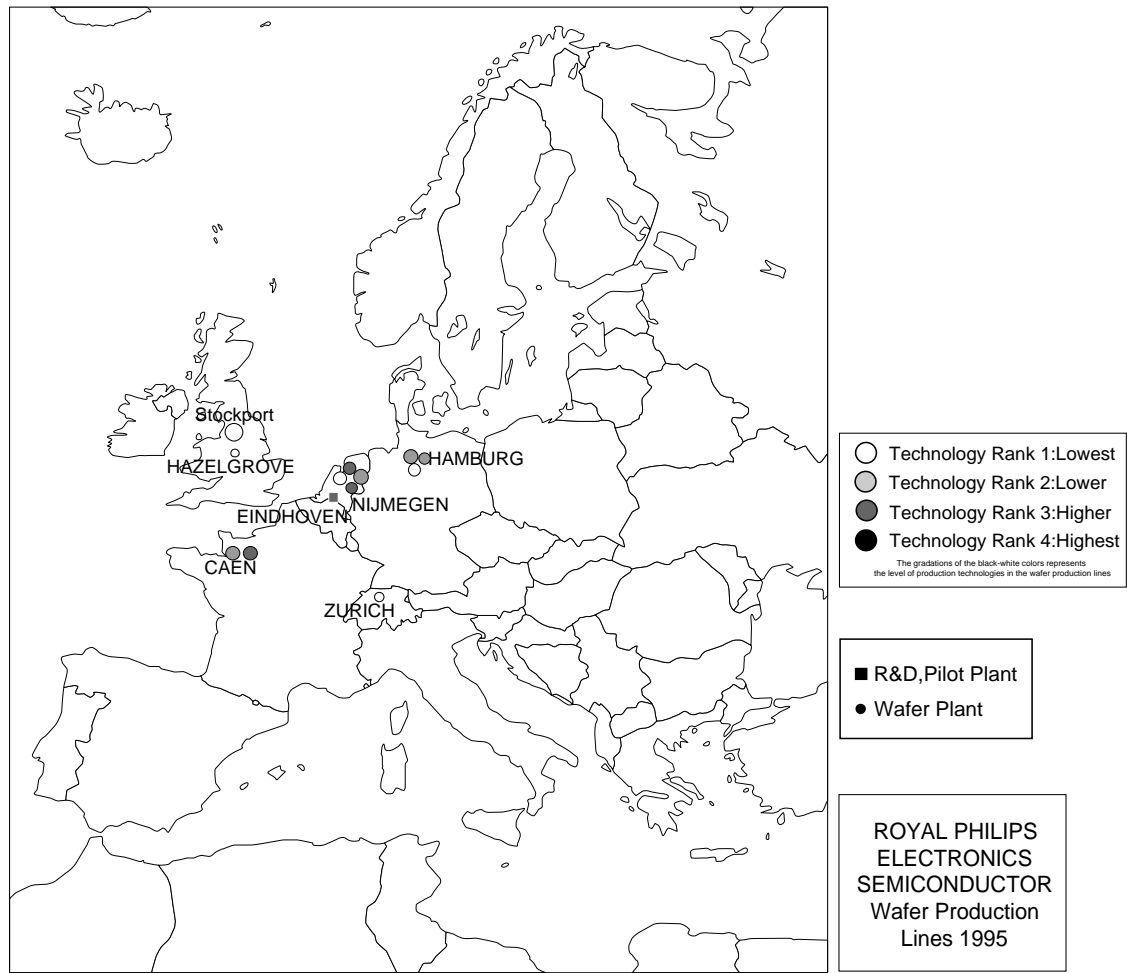 Stockport
HAZELGROVE
HAMBURG
NIJMEGEN
EINDHOVEN
CAEN
ZURICH
Technology Rank 1:Lowest
Technology Rank 2:Lower
Technology Rank 3:Higher
Technology Rank 4:Highest
The gradations of the black-white colors represents
the level of production technologies in the wafer production lines
R&D,Pilot Plant
Wafer Plant
ROYAL PHILIPS
ELECTRONICS
SEMICONDUCTOR
Wafer Production
Lines 1995